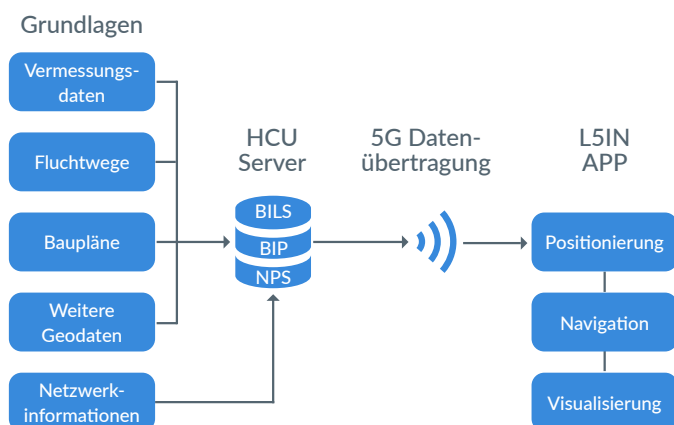 Grundlagen
Vermessungs-
daten
Fluchtwege
Baupläne
Weitere
Geodaten
Netzwerk-
informationen
HCU
Server
BILS
BIP
NPS
5G Daten-
übertragung
L5IN
APP
Positionierung
Navigation
Visualisierung